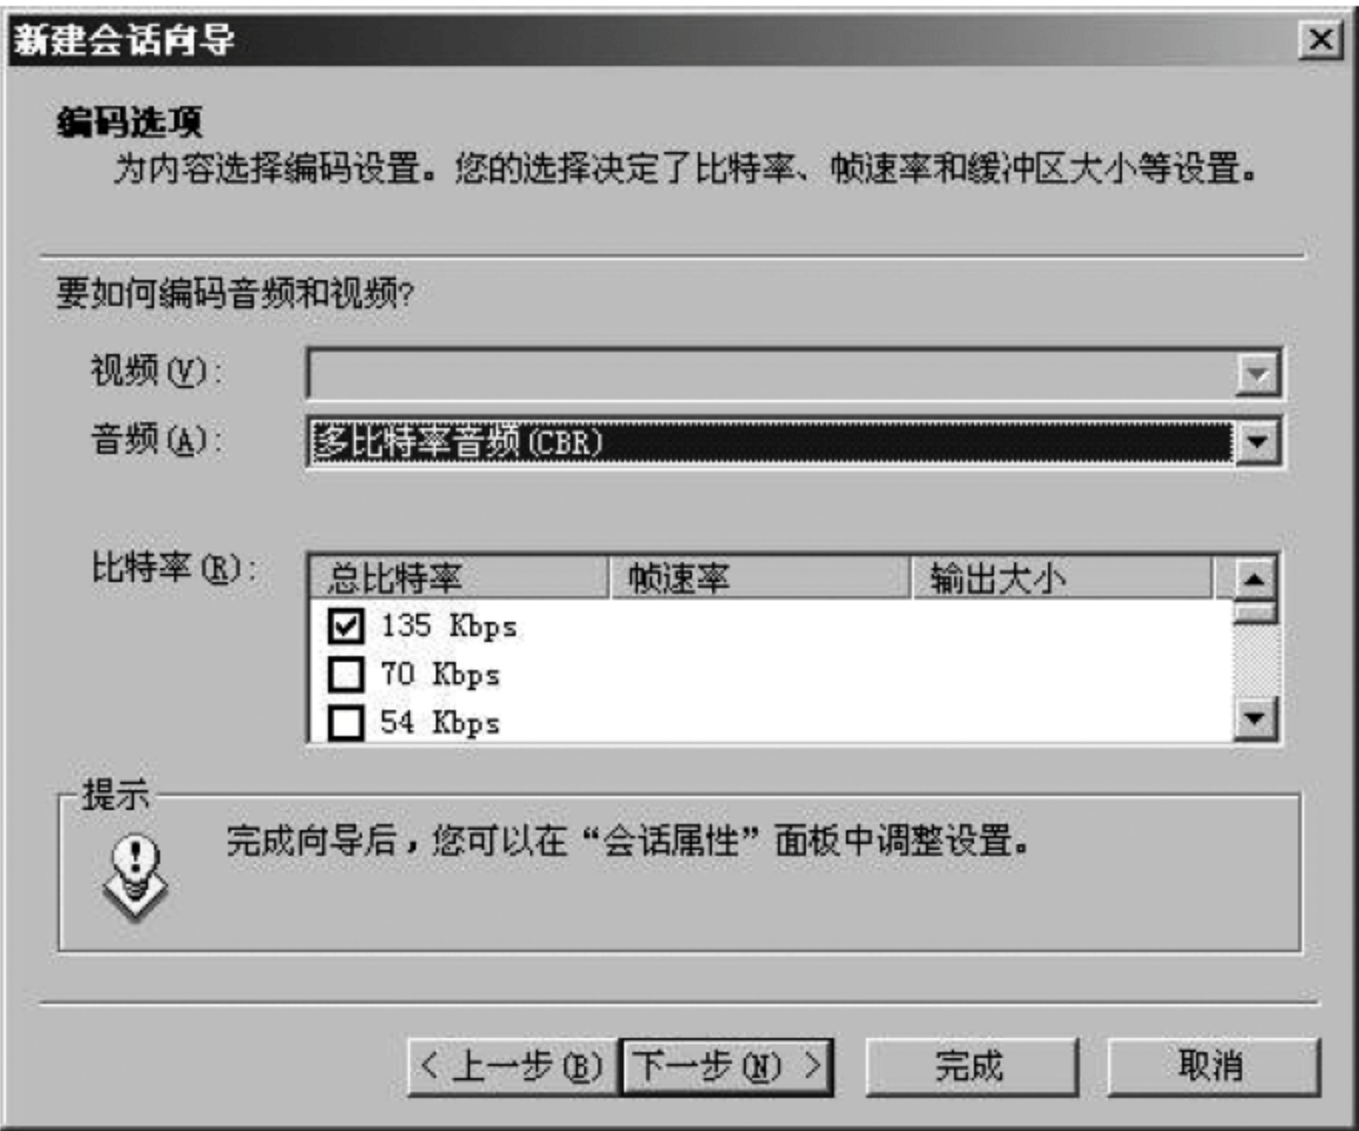 新建会话向导
编码选项
为内容选择编码设置。您的选择决定了比特率、帧速率和缓冲区大小等设置。
要如何编码音频和视频?
视频(V):
音频(A): 多比特率音频(CBR)
比特率(R): 总比特率 帧速率 输出大小
135 Kbps
70 Kbps
54 Kbps
提示
完成向导后，您可以在“会话属性”面板中调整设置。
< 上一步(B) 下一步(N) > 完成 取消